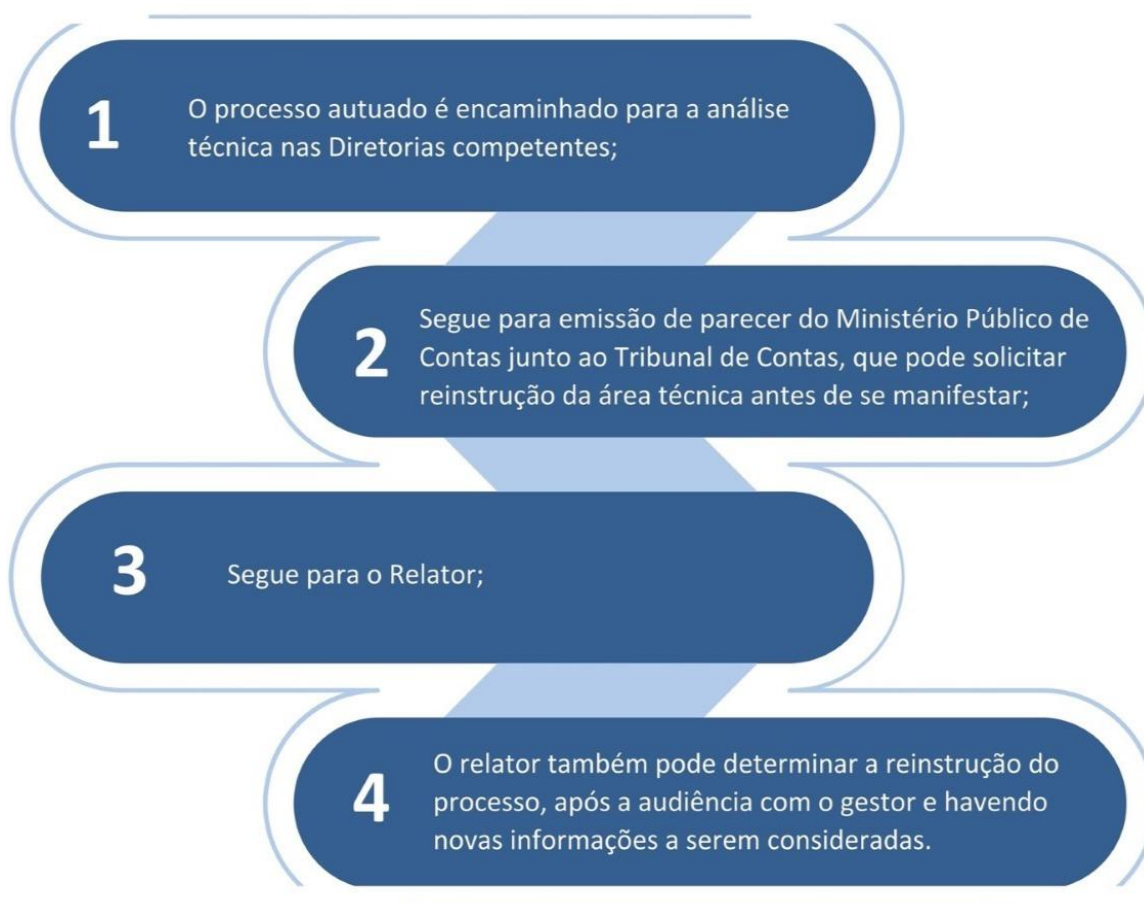 1
O processo autuado é encaminhado para a análise
técnica nas Diretorias competentes;
2
Segue para emissão de parecer do Ministério Público de
Contas junto ao Tribunal de Contas, que pode solicitar
reinstrução da área técnica antes de se manifestar;
3
Segue para o Relator;
4
O relator também pode determinar a reinstrução do
processo, após a audiência com o gestor e havendo
novas informações a serem consideradas.